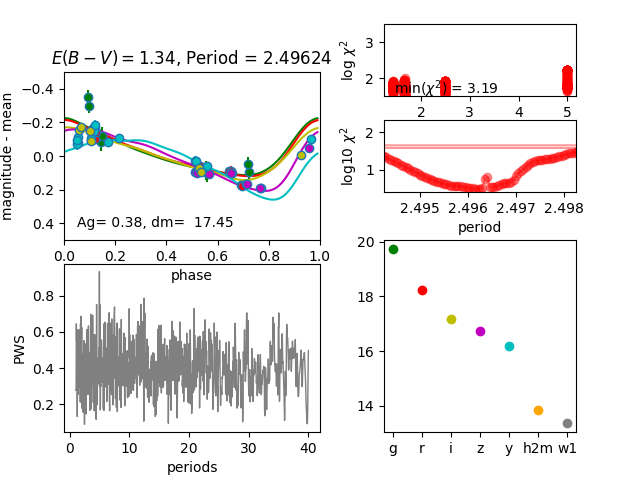 E(B − V) = 1.34, Period = 2.49624
magnitude - mean
−0.4
−0.2
0.0
0.2
0.4
Ag= 0.38, dm= 17.45
0.0 0.2 0.4 0.6 0.8 1.0
phase
log χ²
3
2
min(χ²) = 3.19
2 3 4 5
log10 χ²
2
1
2.495 2.496 2.497 2.498
period
PWS
0.8
0.6
0.4
0.2
0 10 20 30 40
periods
20
18
16
14
g r i z y h2m w1